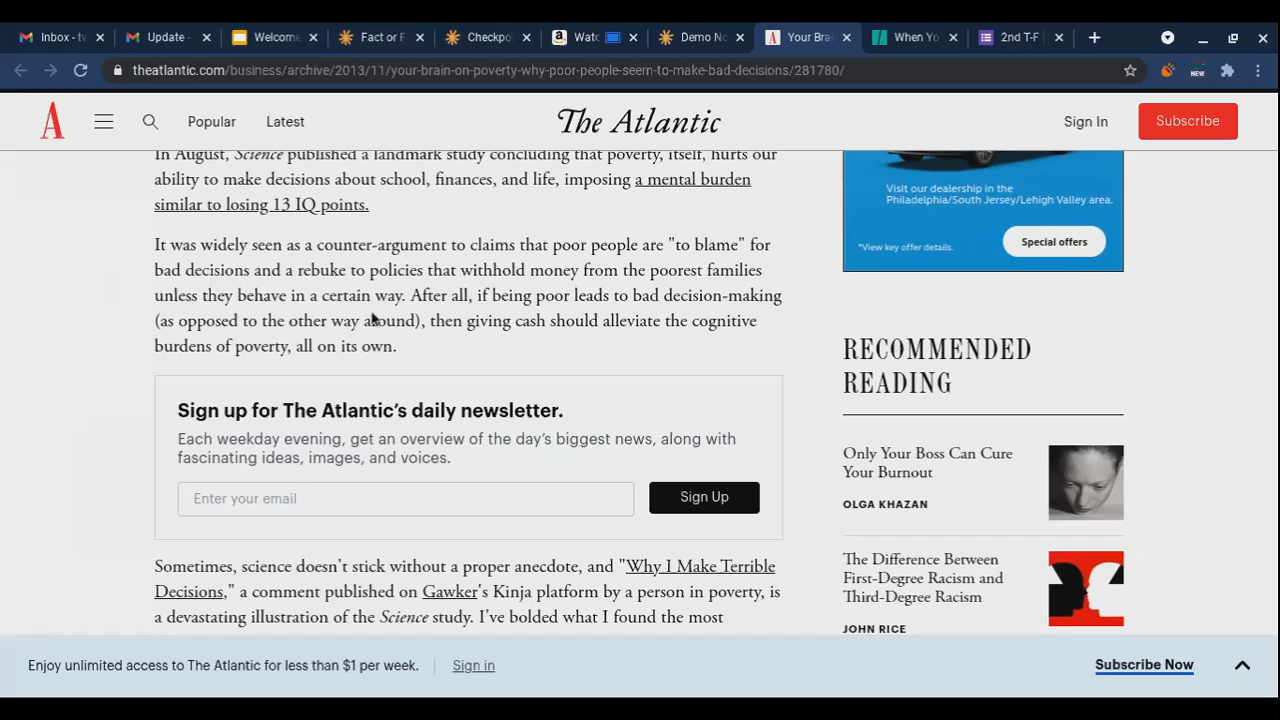 Inbox - tv
Update -
Welcome
Fact or F
Checkpo
Watc
Demo No
Your Brai
When Yo
2nd T-F
theatlantic.com/business/archive/2013/11/your-brain-on-poverty-why-poor-people-seem-to-make-bad-decisions/281780/
NEW
A
Popular
Latest
The Atlantic
Sign In
Subscribe
In August, Science published a landmark study concluding that poverty, itself, hurts our
ability to make decisions about school, finances, and life, imposing a mental burden
similar to losing 13 IQ points.
It was widely seen as a counter-argument to claims that poor people are "to blame" for
bad decisions and a rebuke to policies that withhold money from the poorest families
unless they behave in a certain way. After all, if being poor leads to bad decision-making
(as opposed to the other way around), then giving cash should alleviate the cognitive
burdens of poverty, all on its own.
Sign up for The Atlantic’s daily newsletter.
Each weekday evening, get an overview of the day’s biggest news, along with
fascinating ideas, images, and voices.
Enter your email
Sign Up
Sometimes, science doesn't stick without a proper anecdote, and "Why I Make Terrible
Decisions," a comment published on Gawker's Kinja platform by a person in poverty, is
a devastating illustration of the Science study. I've bolded what I found the most
Visit our dealership in the
Philadelphia/South Jersey/Lehigh Valley area.
*View key offer details.
Special offers
RECOMMENDED
READING
Only Your Boss Can Cure
Your Burnout
OLGA KHAZAN
The Difference Between
First-Degree Racism and
Third-Degree Racism
JOHN RICE
Enjoy unlimited access to The Atlantic for less than $1 per week.
Sign in
Subscribe Now